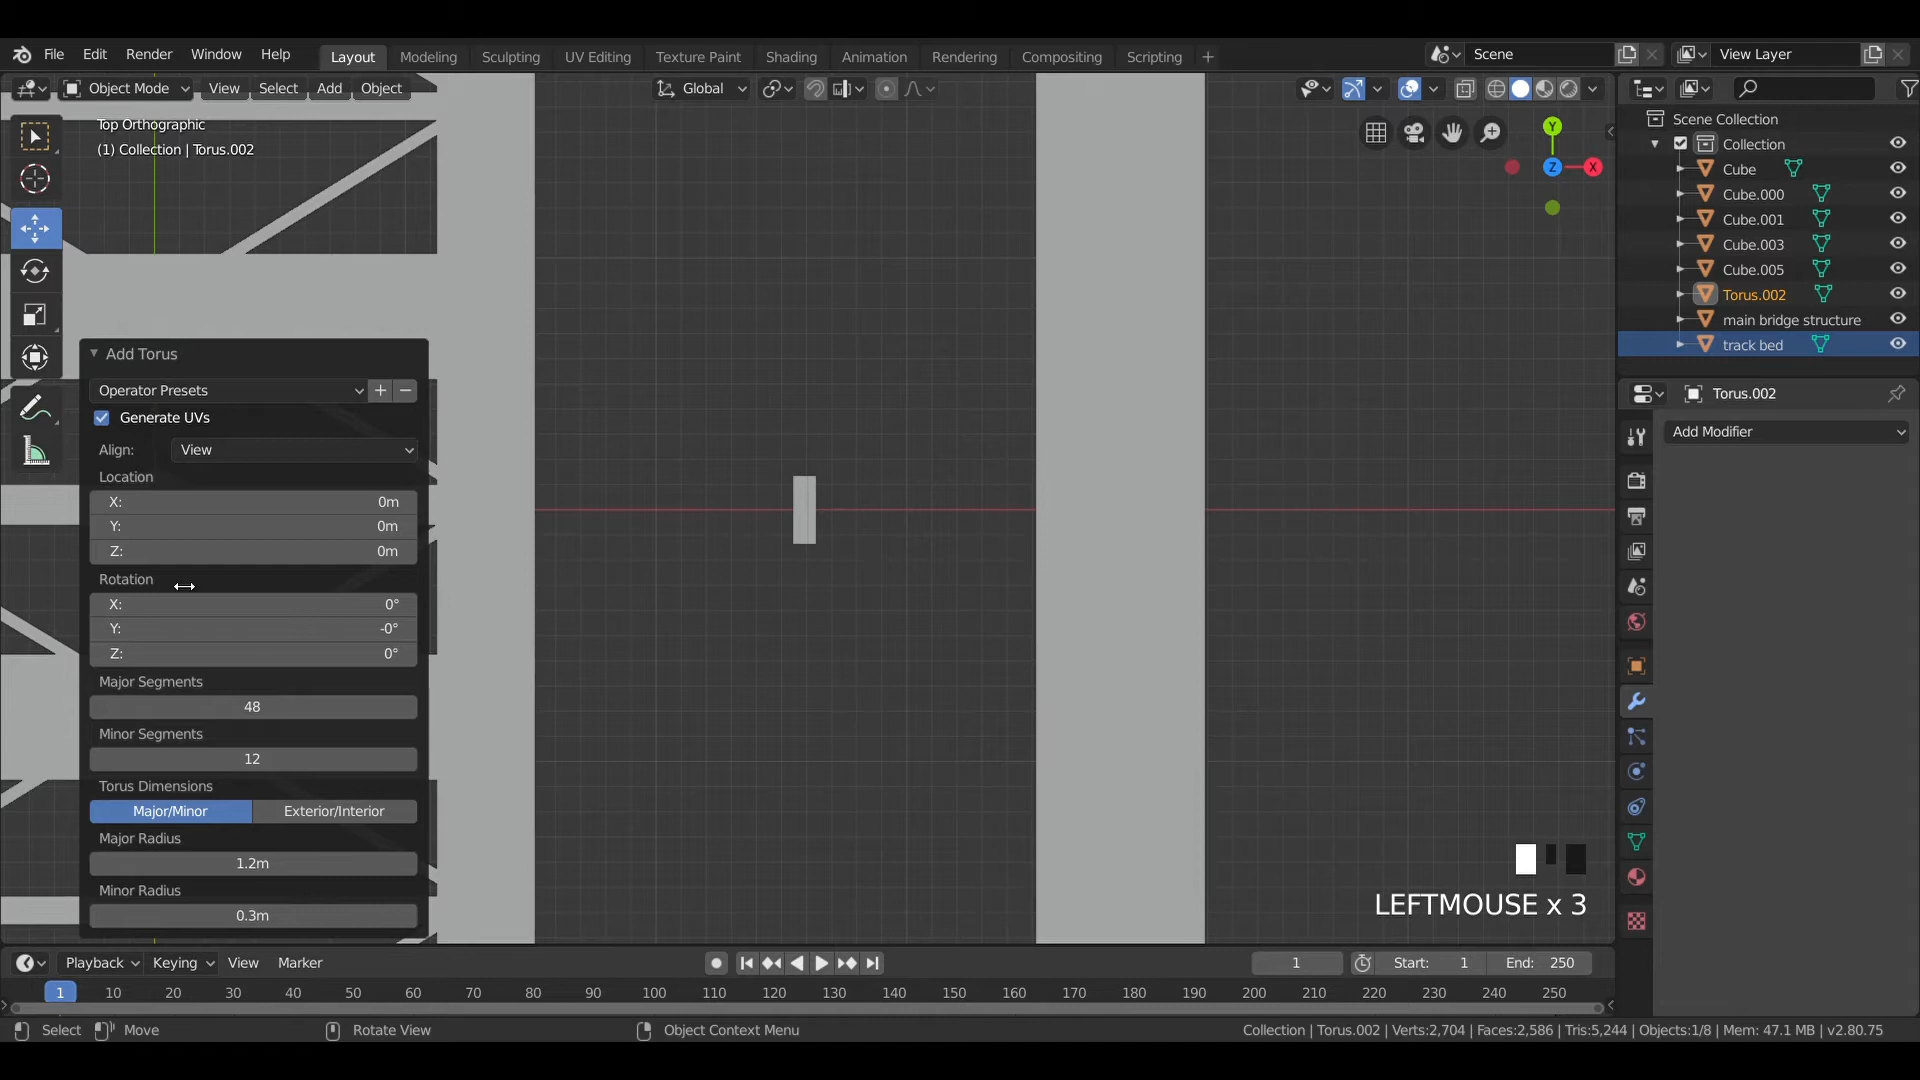 File Edit Render Window Help Layout Modeling Sculpting UV Editing Texture Paint Shading Animation Rendering Compositing Scripting + Scene View Layer
Object Mode View Select Add Object Global
Top Orthographic
(1) Collection | Torus.002
Y
Z
X
Scene Collection
Collection
Cube
Cube.000
Cube.001
Cube.003
Cube.005
Torus.002
main bridge structure
track bed
Torus.002
Add Modifier
Add Torus
Operator Presets + −
Generate UVs
Align: View
Location
X: 0m
Y: 0m
Z: 0m
Rotation
X: 0°
Y: -0°
Z: 0°
Major Segments
48
Minor Segments
12
Torus Dimensions
Major/Minor Exterior/Interior
Major Radius
1.2m
Minor Radius
0.3m
LEFTMOUSE x 3
Playback Keying View Marker 1 Start: 1 End: 250
1 10 20 30 40 50 60 70 80 90 100 110 120 130 140 150 160 170 180 190 200 210 220 230 240 250
Select Move Rotate View Object Context Menu Collection | Torus.002 | Verts:2,704 | Faces:2,586 | Tris:5,244 | Objects:1/8 | Mem: 47.1 MB | v2.80.75